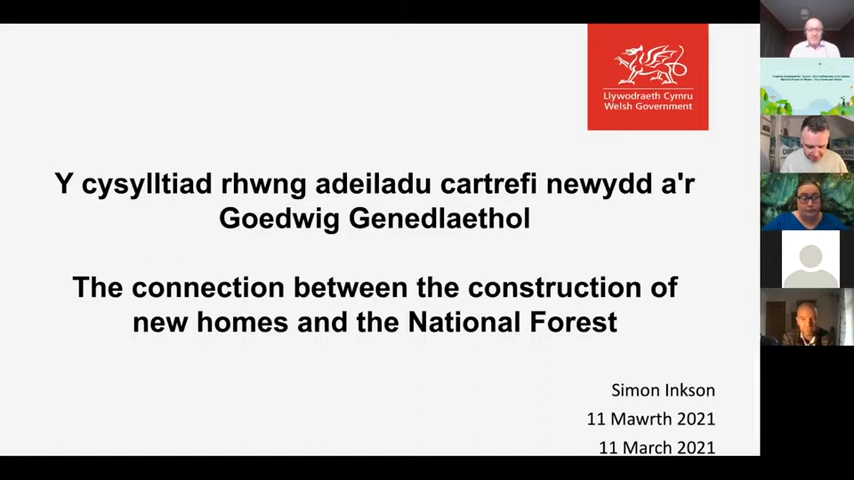 Llywodraeth Cymru
Welsh Government
Y cysylltiad rhwng adeiladu cartrefi newydd a'r
Goedwig Genedlaethol
The connection between the construction of
new homes and the National Forest
Simon Inkson
11 Mawrth 2021
11 March 2021